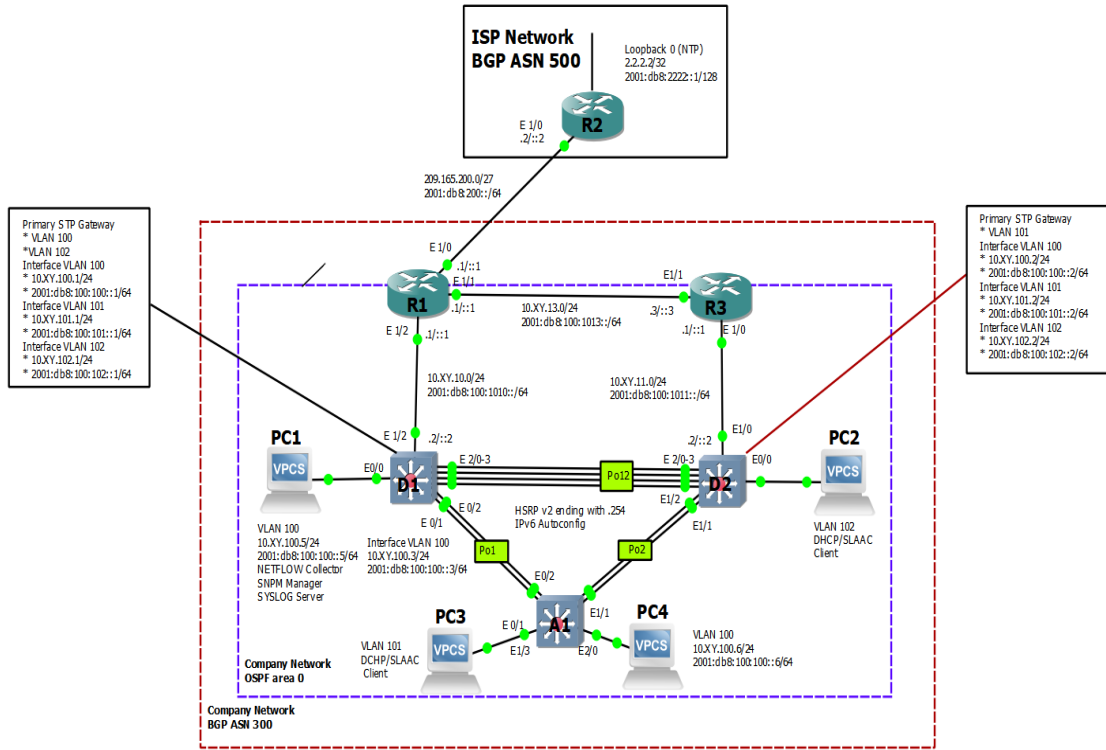 ISP Network
BGP ASN 500
Loopback 0 (NTP)
2.2.2.2/32
2001:db8:2222::1/128
E 1/0
.2/::2
R2
209.165.200.0/27
2001:db8:200::/64
Primary STP Gateway
* VLAN 100
*VLAN 102
Interface VLAN 100
* 10.XY.100.1/24
* 2001:db8:100:100::1/64
Interface VLAN 101
* 10.XY.101.1/24
* 2001:db8:100:101::1/64
Interface VLAN 102
* 10.XY.102.1/24
* 2001:db8:100:102::1/64
Primary STP Gateway
* VLAN 101
Interface VLAN 100
* 10.XY.100.2/24
* 2001:db8:100:100::2/64
Interface VLAN 101
* 10.XY.101.2/24
* 2001:db8:100:101::2/64
Interface VLAN 102
* 10.XY.102.2/24
* 2001:db8:100:102::2/64
E 1/0
.1/::1
E 1/1
.1/::1
R1
E 1/2
.1/::1
10.XY.13.0/24
2001:db8:100:1013::/64
E1/1
.3/::3
R3
.1/::1
E 1/0
10.XY.10.0/24
2001:db8:100:1010::/64
10.XY.11.0/24
2001:db8:100:1011::/64
E 1/2
.2/::2
E1/0
.2/::2
PC1
VPCS
E0/0
D1
E 2/0-3
Po12
E 2/0-3
D2
E0/0
PC2
VPCS
E 0/2
E 0/1
HSRP v2 ending with .254
IPv6 Autoconfig
E1/2
E1/1
VLAN 100
10.XY.100.5/24
2001:db8:100:100::5/64
NETFLOW Collector
SNPM Manager
SYSLOG Server
Interface VLAN 100
10.XY.100.3/24
2001:db8:100:100::3/64
Po1
Po2
VLAN 102
DHCP/SLAAC
Client
E0/2
E1/1
A1
PC3
VPCS
E 0/1
E1/3
E2/0
PC4
VPCS
VLAN 101
DCHP/SLAAC
Client
VLAN 100
10.XY.100.6/24
2001:db8:100:100::6/64
Company Network
OSPF area 0
Company Network
BGP ASN 300